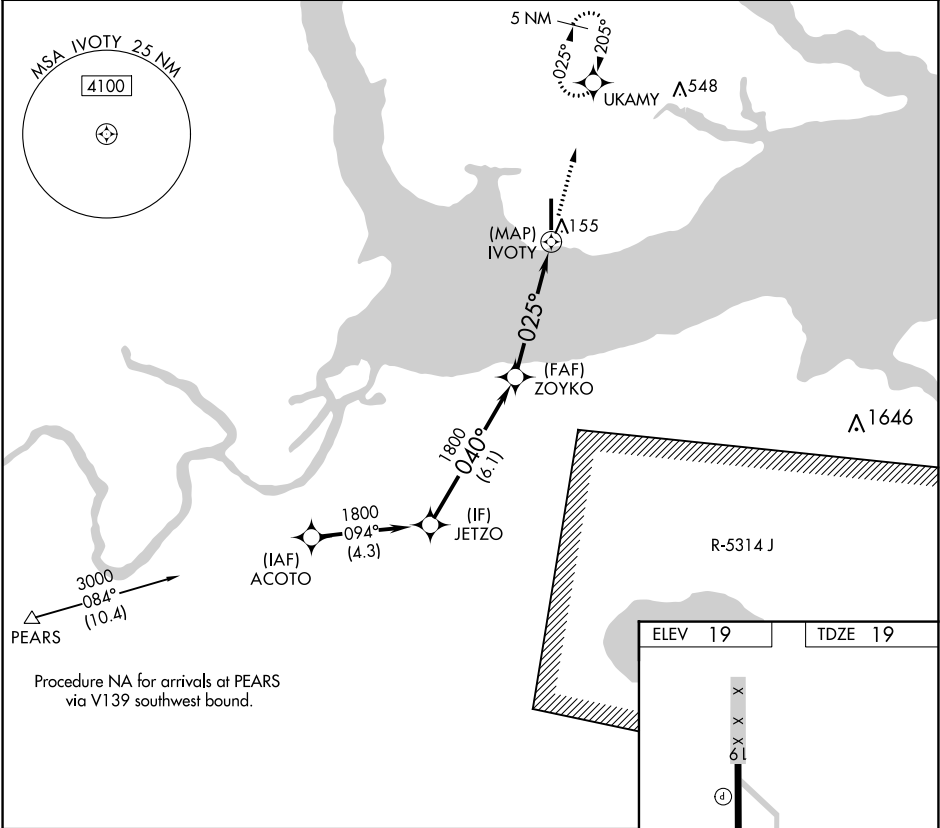 MSA IVOTY 25 NM
4100
5 NM
025°
205°
UKAMY
548
(MAP)
IVOTY
155
025°
(FAF)
ZOYKO
1646
1800
040°
(6.1)
(IF)
JETZO
1800
094°
(4.3)
(IAF)
ACOTO
R-5314 J
3000
084°
(10.4)
PEARS
Procedure NA for arrivals at PEARS
via V139 southwest bound.
ELEV 19
TDZE 19
X
X
X
19
P